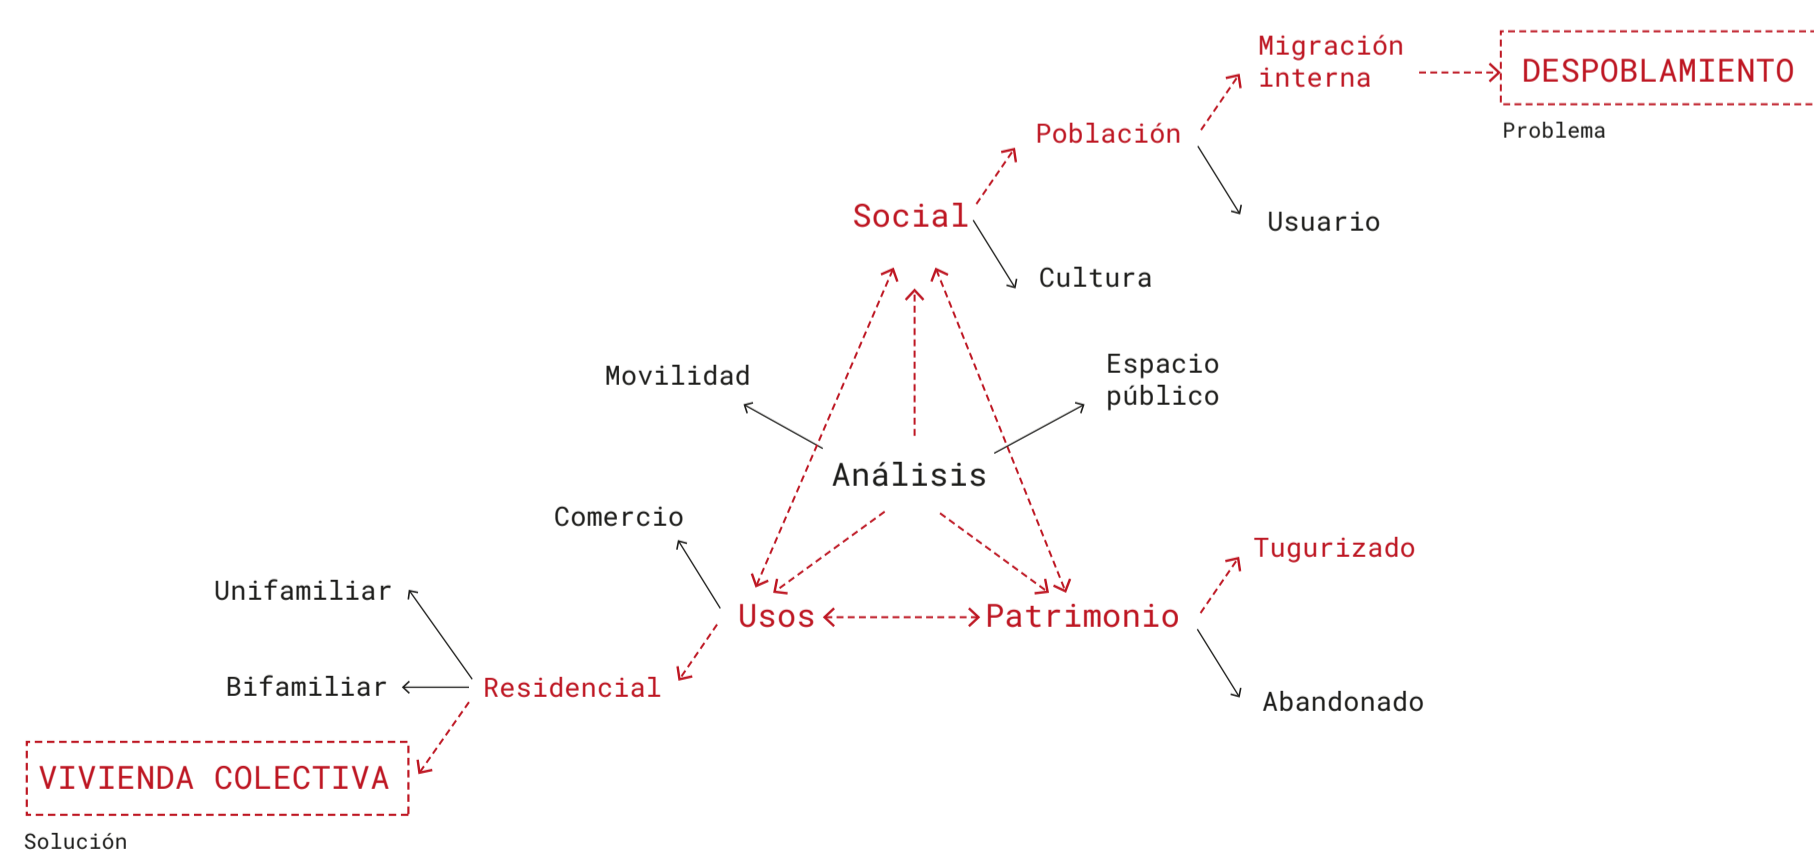 Migración
interna
DESPOBLAMIENTO
Problema
Población
Usuario
Social
Cultura
Movilidad
Espacio
público
Análisis
Comercio
Tugurizado
Unifamiliar
Usos
Patrimonio
Bifamiliar
Residencial
Abandonado
VIVIENDA COLECTIVA
Solución